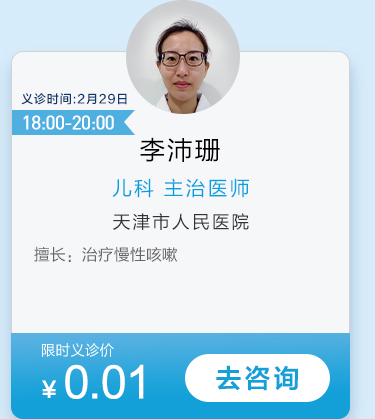 义诊时间:2月29日
18:00-20:00
李沛珊
儿科 主治医师
天津市人民医院
擅长：治疗慢性咳嗽
限时义诊价
¥ 0.01
去咨询